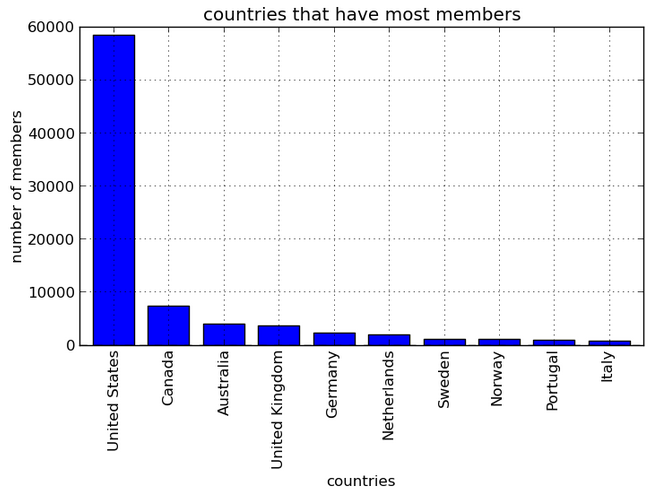 countries that have most members
60000
50000
40000
30000
20000
10000
0
number of members
United States
Canada
Australia
United Kingdom
Germany
Netherlands
Sweden
Norway
Portugal
Italy
countries